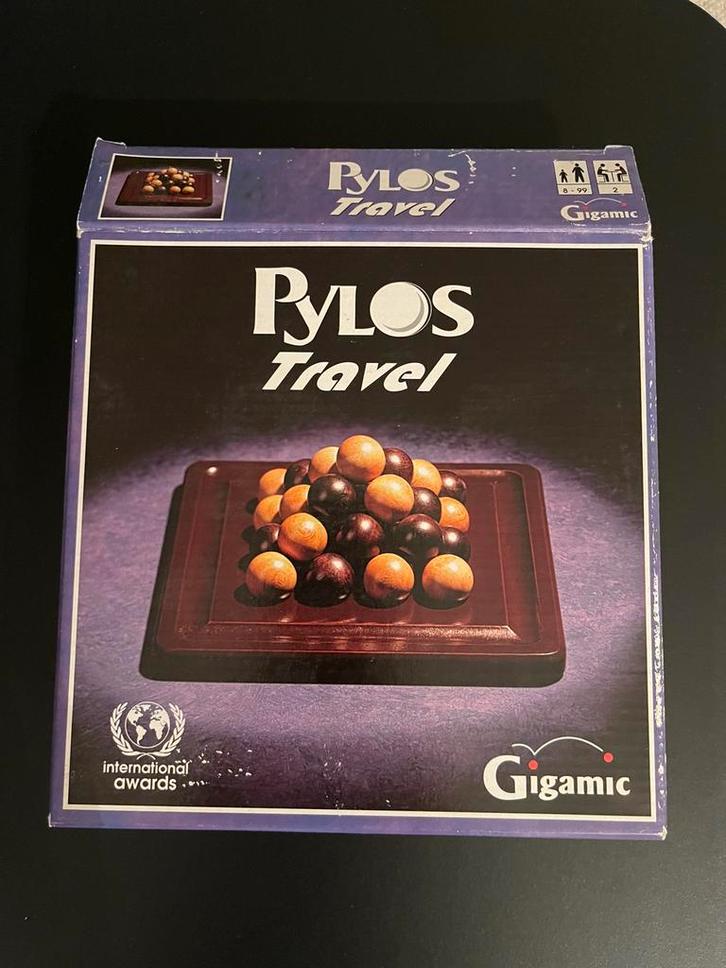 PYLOS
Travel
8 - 99
2
Gigamic
PYLOS
Travel
international
awards
Gigamic